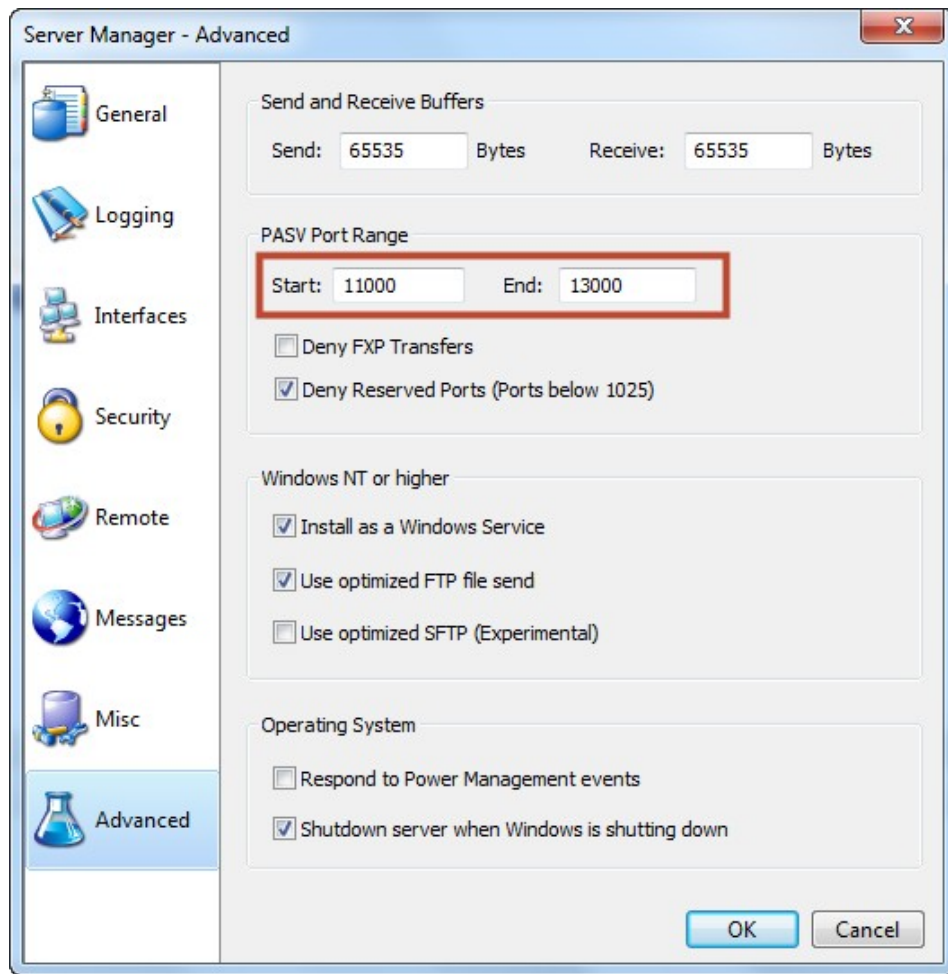 Server Manager - Advanced
General
Logging
Interfaces
Security
Remote
Messages
Misc
Advanced
Send and Receive Buffers
Send: 65535 Bytes Receive: 65535 Bytes
PASV Port Range
Start: 11000 End: 13000
Deny FXP Transfers
Deny Reserved Ports (Ports below 1025)
Windows NT or higher
Install as a Windows Service
Use optimized FTP file send
Use optimized SFTP (Experimental)
Operating System
Respond to Power Management events
Shutdown server when Windows is shutting down
OK Cancel